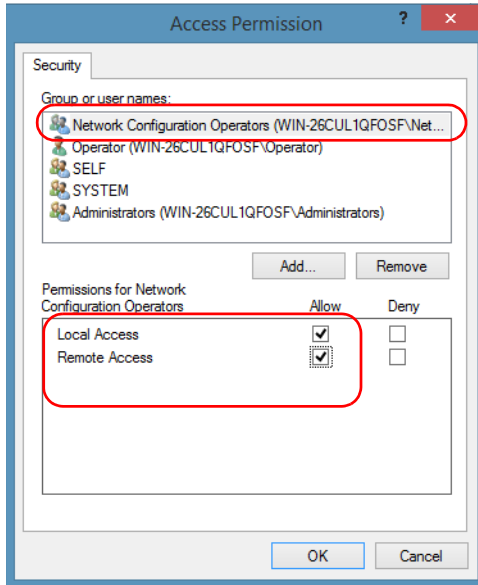 Access Permission
?
Security
Group or user names:
Network Configuration Operators (WIN-26CUL1QFOSF\Net...
Operator (WIN-26CUL1QFOSF\Operator)
SELF
SYSTEM
Administrators (WIN-26CUL1QFOSF\Administrators)
Add... Remove
Permissions for Network
Configuration Operators Allow Deny
Local Access
Remote Access
OK Cancel